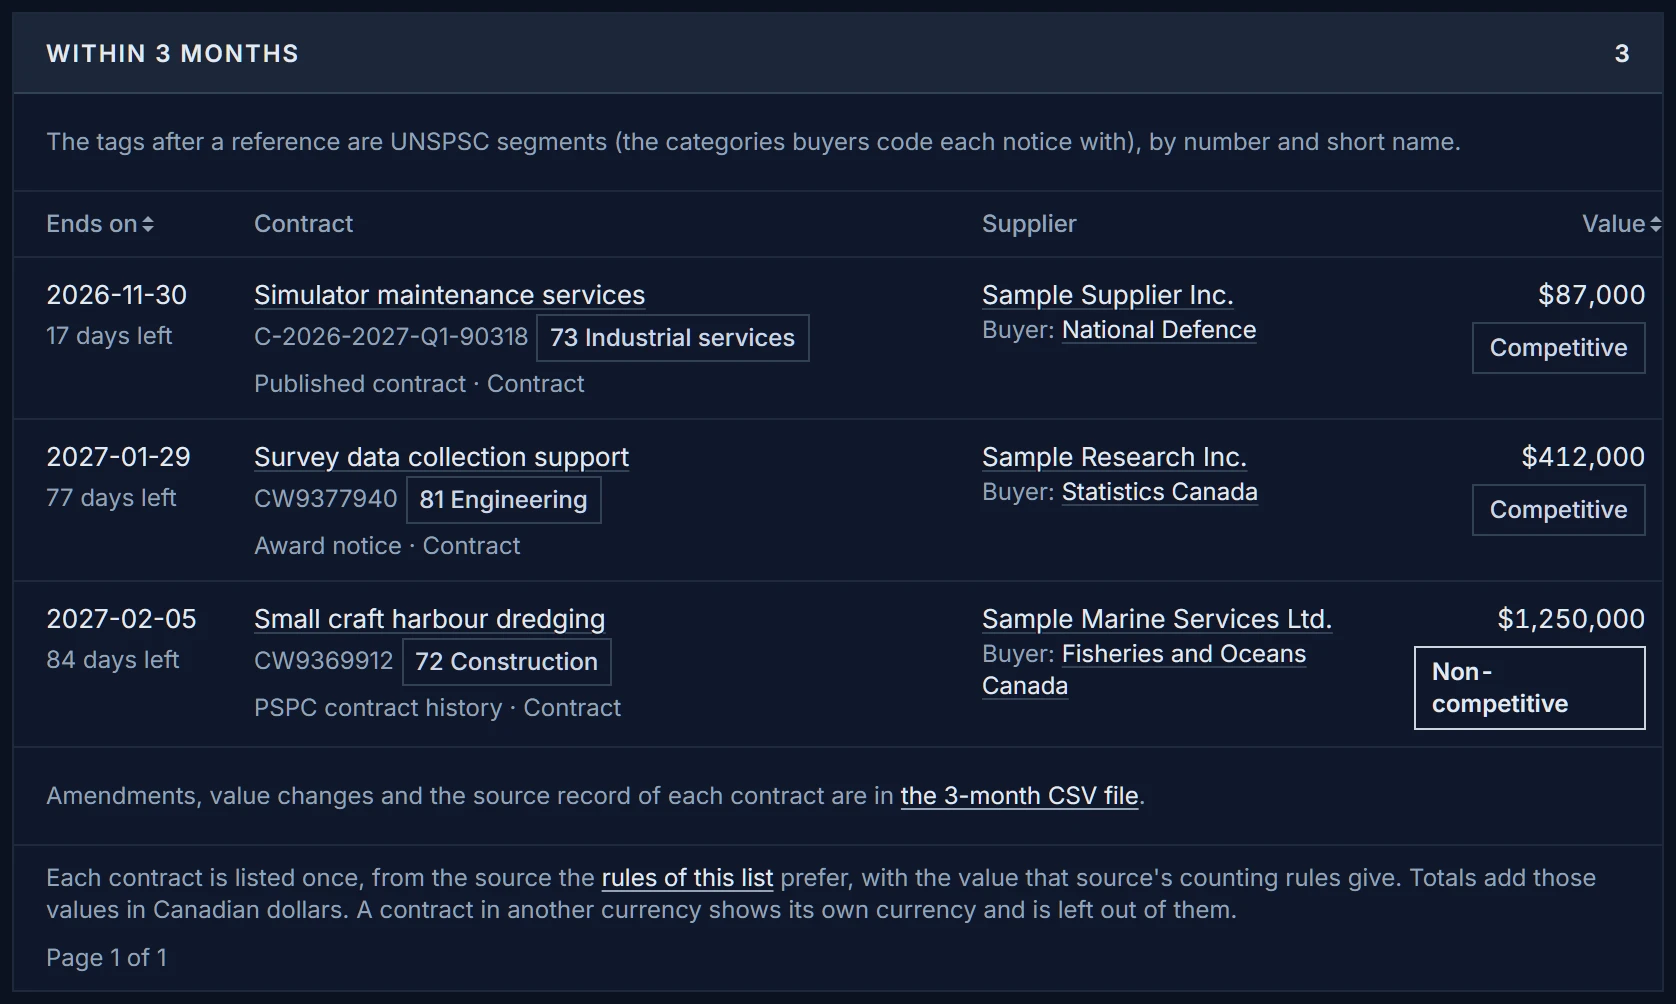 WITHIN 3 MONTHS 3
The tags after a reference are UNSPSC segments (the categories buyers code each notice with), by number and short name.
Ends on Contract Supplier Value
2026-11-30 Simulator maintenance services Sample Supplier Inc. $87,000
17 days left C-2026-2027-Q1-90318 73 Industrial services Buyer: National Defence Competitive
Published contract · Contract
2027-01-29 Survey data collection support Sample Research Inc. $412,000
77 days left CW9377940 81 Engineering Buyer: Statistics Canada Competitive
Award notice · Contract
2027-02-05 Small craft harbour dredging Sample Marine Services Ltd. $1,250,000
84 days left CW9369912 72 Construction Buyer: Fisheries and Oceans Non-
Canada competitive
PSPC contract history · Contract
Amendments, value changes and the source record of each contract are in the 3-month CSV file.
Each contract is listed once, from the source the rules of this list prefer, with the value that source's counting rules give. Totals add those
values in Canadian dollars. A contract in another currency shows its own currency and is left out of them.
Page 1 of 1